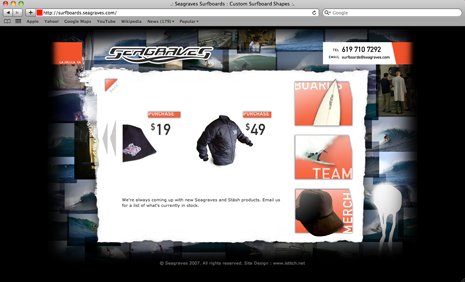 Seagraves Surfboards : Custom Surfboard Shapes
http://surfboards.seagraves.com/
Google
Apple Yahoo! Google Maps YouTube Wikipedia News (179) Popular
SEAGRAVES
TEL 619 710 7292
EMAIL surfboards@seagraves.com
PURCHASE
$19
PURCHASE
$49
BOARDS
TEAM
MERCH
We're always coming up with new Seagraves and Stitch products. Email us
for a list of what's currently in stock.
© Seagraves 2007. All rights reserved. Site Design : www.istitch.net